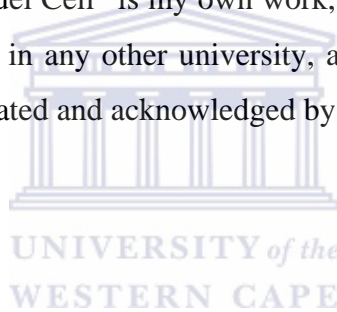 del Cell" is my own work,
in any other university, a
ated and acknowledged by
UNIVERSITY of the
WESTERN CAPE